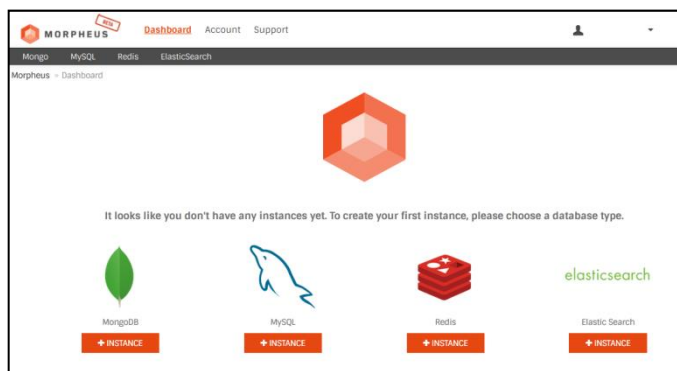 MORPHEUS BETA Dashboard Account Support
Mongo MySQL Redis ElasticSearch
Morpheus - Dashboard
It looks like you don't have any instances yet. To create your first instance, please choose a database type.
elasticsearch
MongoDB MySQL Redis Elastic Search
+ INSTANCE + INSTANCE + INSTANCE + INSTANCE